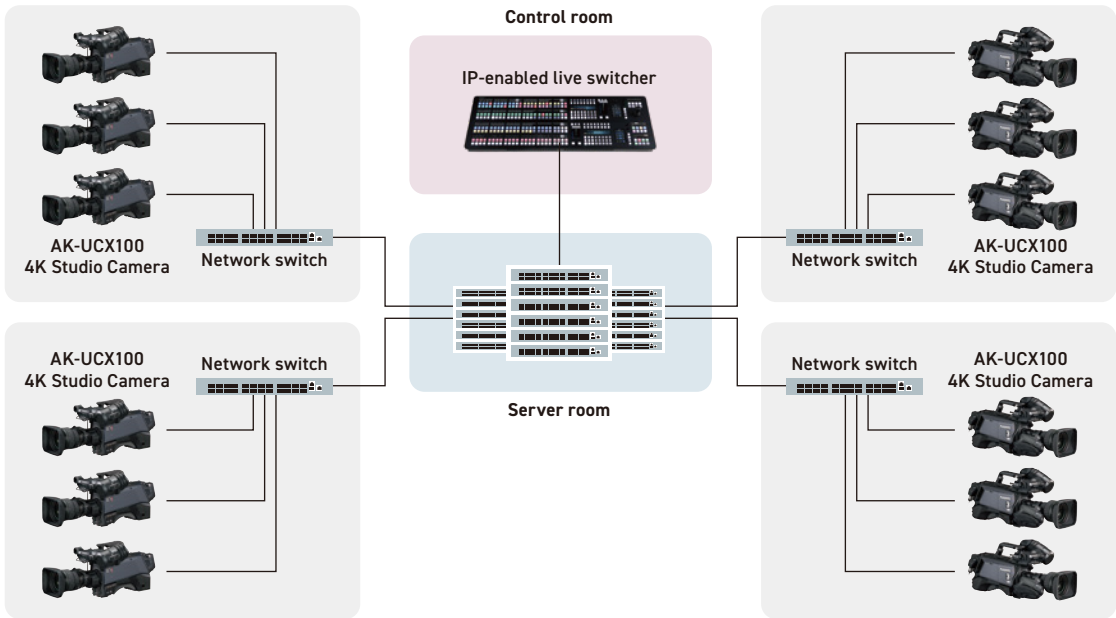 Control room
IP-enabled live switcher
AK-UCX100
4K Studio Camera
Network switch
Network switch
AK-UCX100
4K Studio Camera
AK-UCX100
4K Studio Camera
Network switch
Server room
Network switch
AK-UCX100
4K Studio Camera